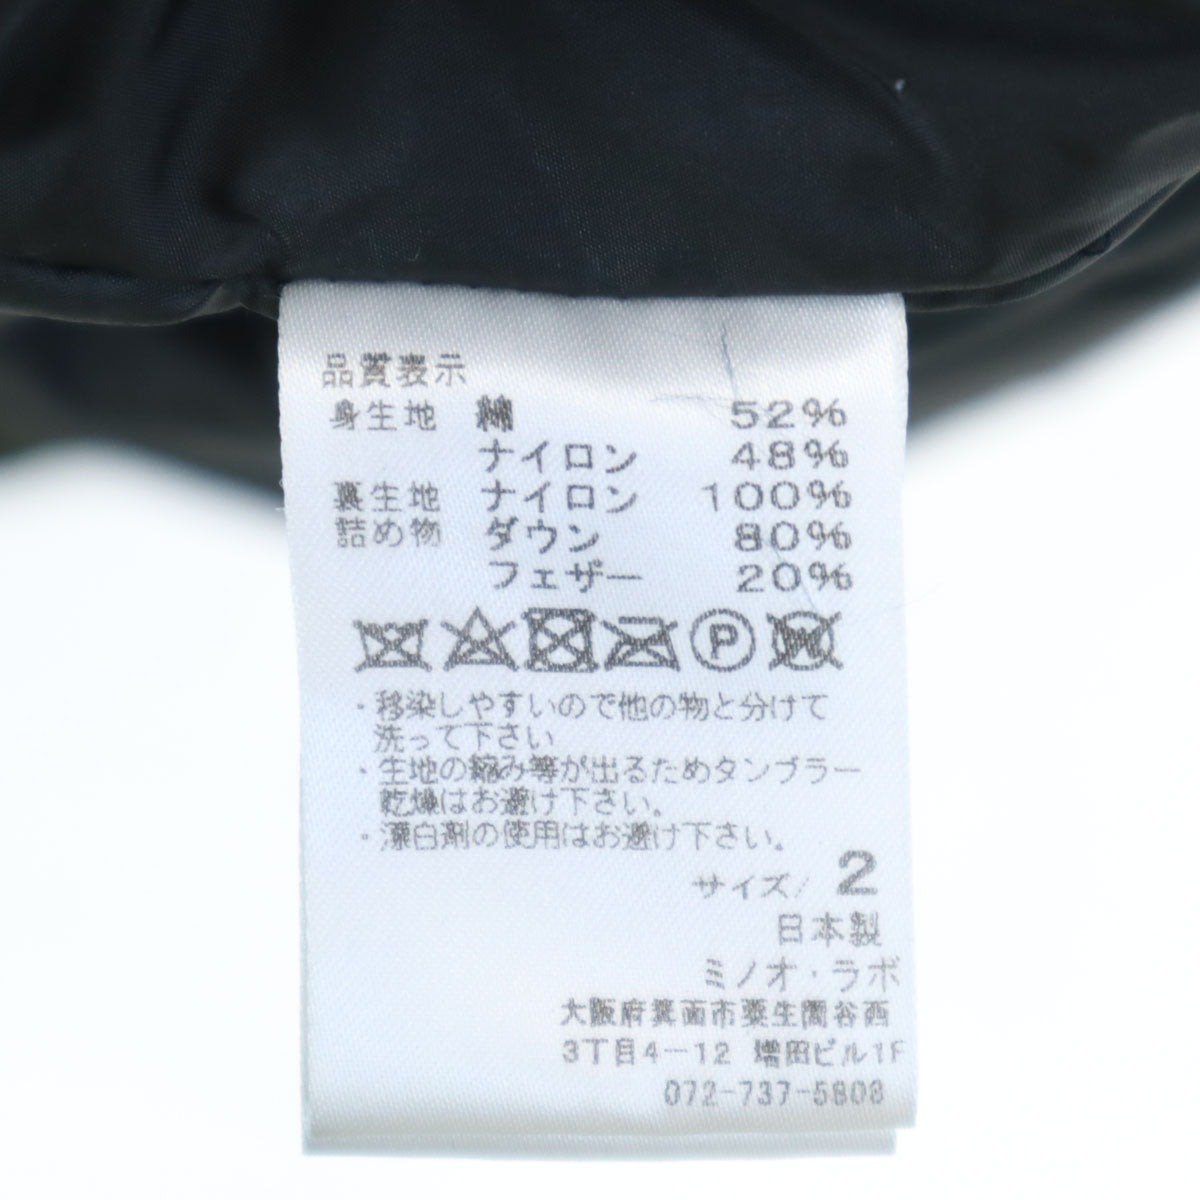 品質表示
身生地 綿 52%
ナイロン 48%
裏生地 ナイロン 100%
詰め物 ダウン 80%
フェザー 20%
P W
・移染しやすいので他の物と分けて
洗って下さい
・生地の縮み等が出るためタンブラー
乾燥はお避け下さい。
・漂白剤の使用はお避け下さい。
サイズ/ 2
日本製
ミノオ・ラボ
大阪府箕面市粟生間谷西
3丁目4-12 増田ビル1F
072-737-5808